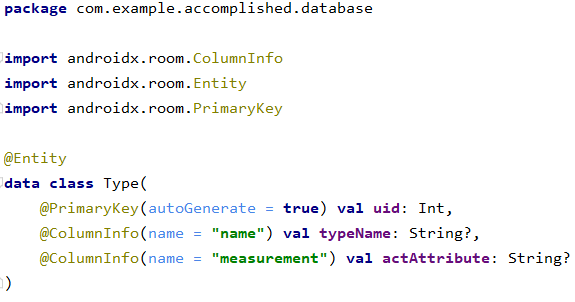 package com.example.accomplished.database
import androidx.room.ColumnInfo
import androidx.room.Entity
import androidx.room.PrimaryKey
@Entity
data class Type(
@PrimaryKey(autoGenerate = true) val uid: Int,
@ColumnInfo(name = "name") val typeName: String?,
@ColumnInfo(name = "measurement") val actAttribute: String?
)